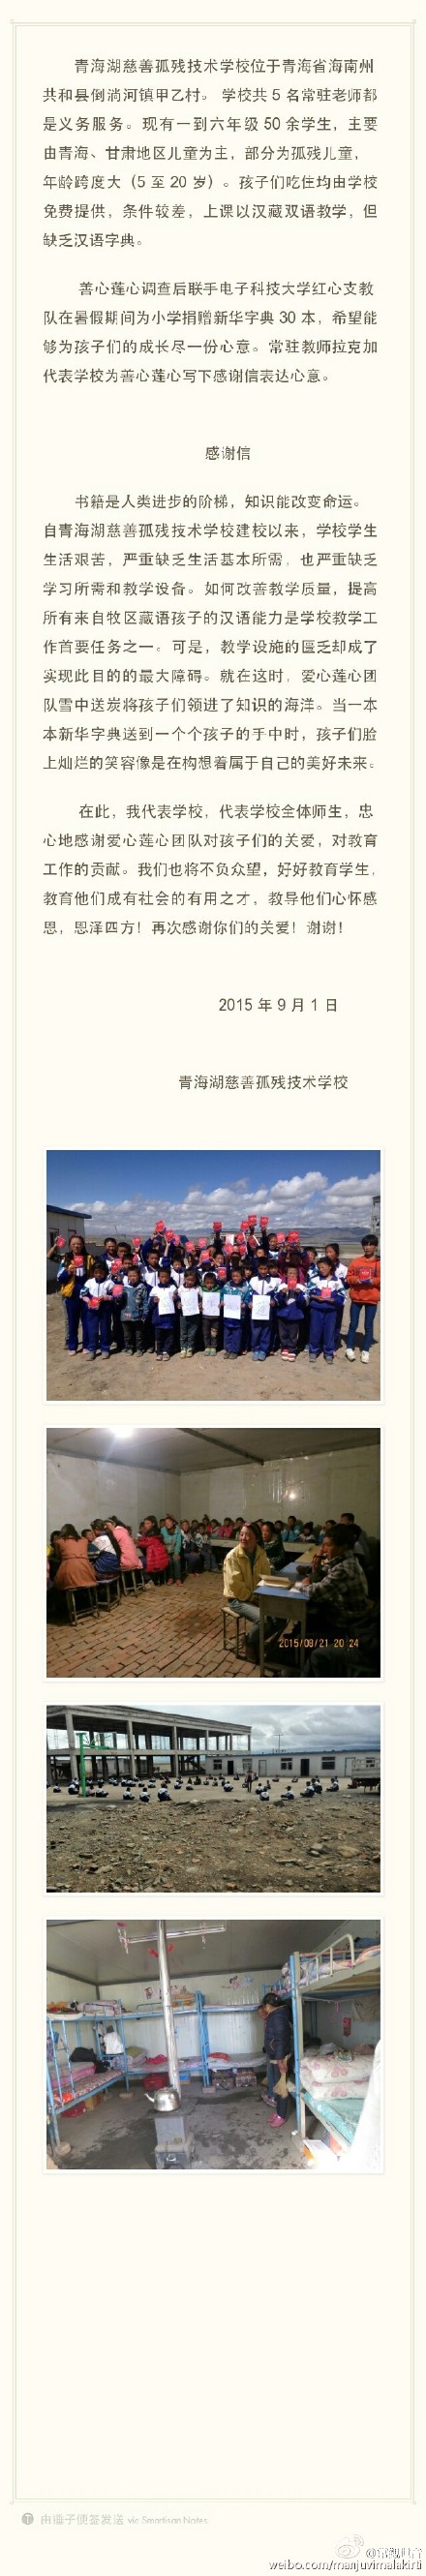 青海湖慈善孤残技术学校位于青海省海南州
共和县倒淌河镇甲乙村。 学校共 5 名常驻老师都
是义务服务。现有一到六年级 50 余学生，主要
由青海、甘肃地区儿童为主，部分为孤残儿童，
年龄跨度大（5 至 20 岁）。孩子们吃住均由学校
免费提供，条件较差，上课以汉藏双语教学，但
缺乏汉语字典。
善心莲心调查后联手电子科技大学红心支教
队在暑假期间为小学捐赠新华字典 30 本，希望能
够为孩子们的成长尽一份心意。常驻教师拉克加
代表学校为善心莲心写下感谢信表达心意。
感谢信
书籍是人类进步的阶梯，知识能改变命运。
自青海湖慈善孤残技术学校建校以来，学校学生
生活艰苦，严重缺乏生活基本所需，也严重缺乏
学习所需和教学设备。如何改善教学质量，提高
所有来自牧区藏语孩子的汉语能力是学校教学工
作首要任务之一。可是，教学设施的匮乏却成了
实现此目的的最大障碍。就在这时，爱心莲心团
队雪中送炭将孩子们领进了知识的海洋。当一本
本新华字典送到一个个孩子的手中时，孩子们脸
上灿烂的笑容像是在构想着属于自己的美好未来。
在此，我代表学校，代表学校全体师生，忠
心地感谢爱心莲心团队对孩子们的关爱，对教育
工作的贡献。我们也将不负众望，好好教育学生，
教育他们成有社会的有用之才，教导他们心怀感
恩，恩泽四方！再次感谢你们的关爱！谢谢！
2015 年 9 月 1 日
青海湖慈善孤残技术学校
2015/08/21 20 24
由锤子便签发送 via Smartisan Notes
weibo.com/manjuvimalakirti